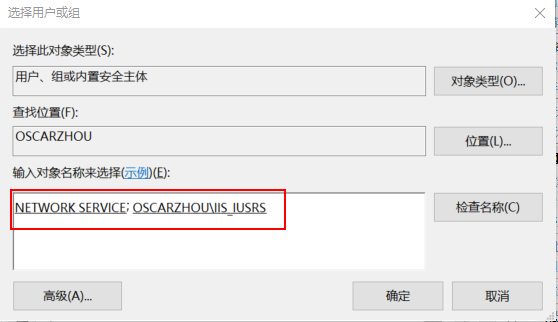 选择用户或组
选择此对象类型(S):
用户、组或内置安全主体
对象类型(O)...
查找位置(F):
OSCARZHOU
位置(L)...
输入对象名称来选择(示例)(E):
NETWORK SERVICE; OSCARZHOU\IIS_IUSRS
检查名称(C)
高级(A)...
确定
取消